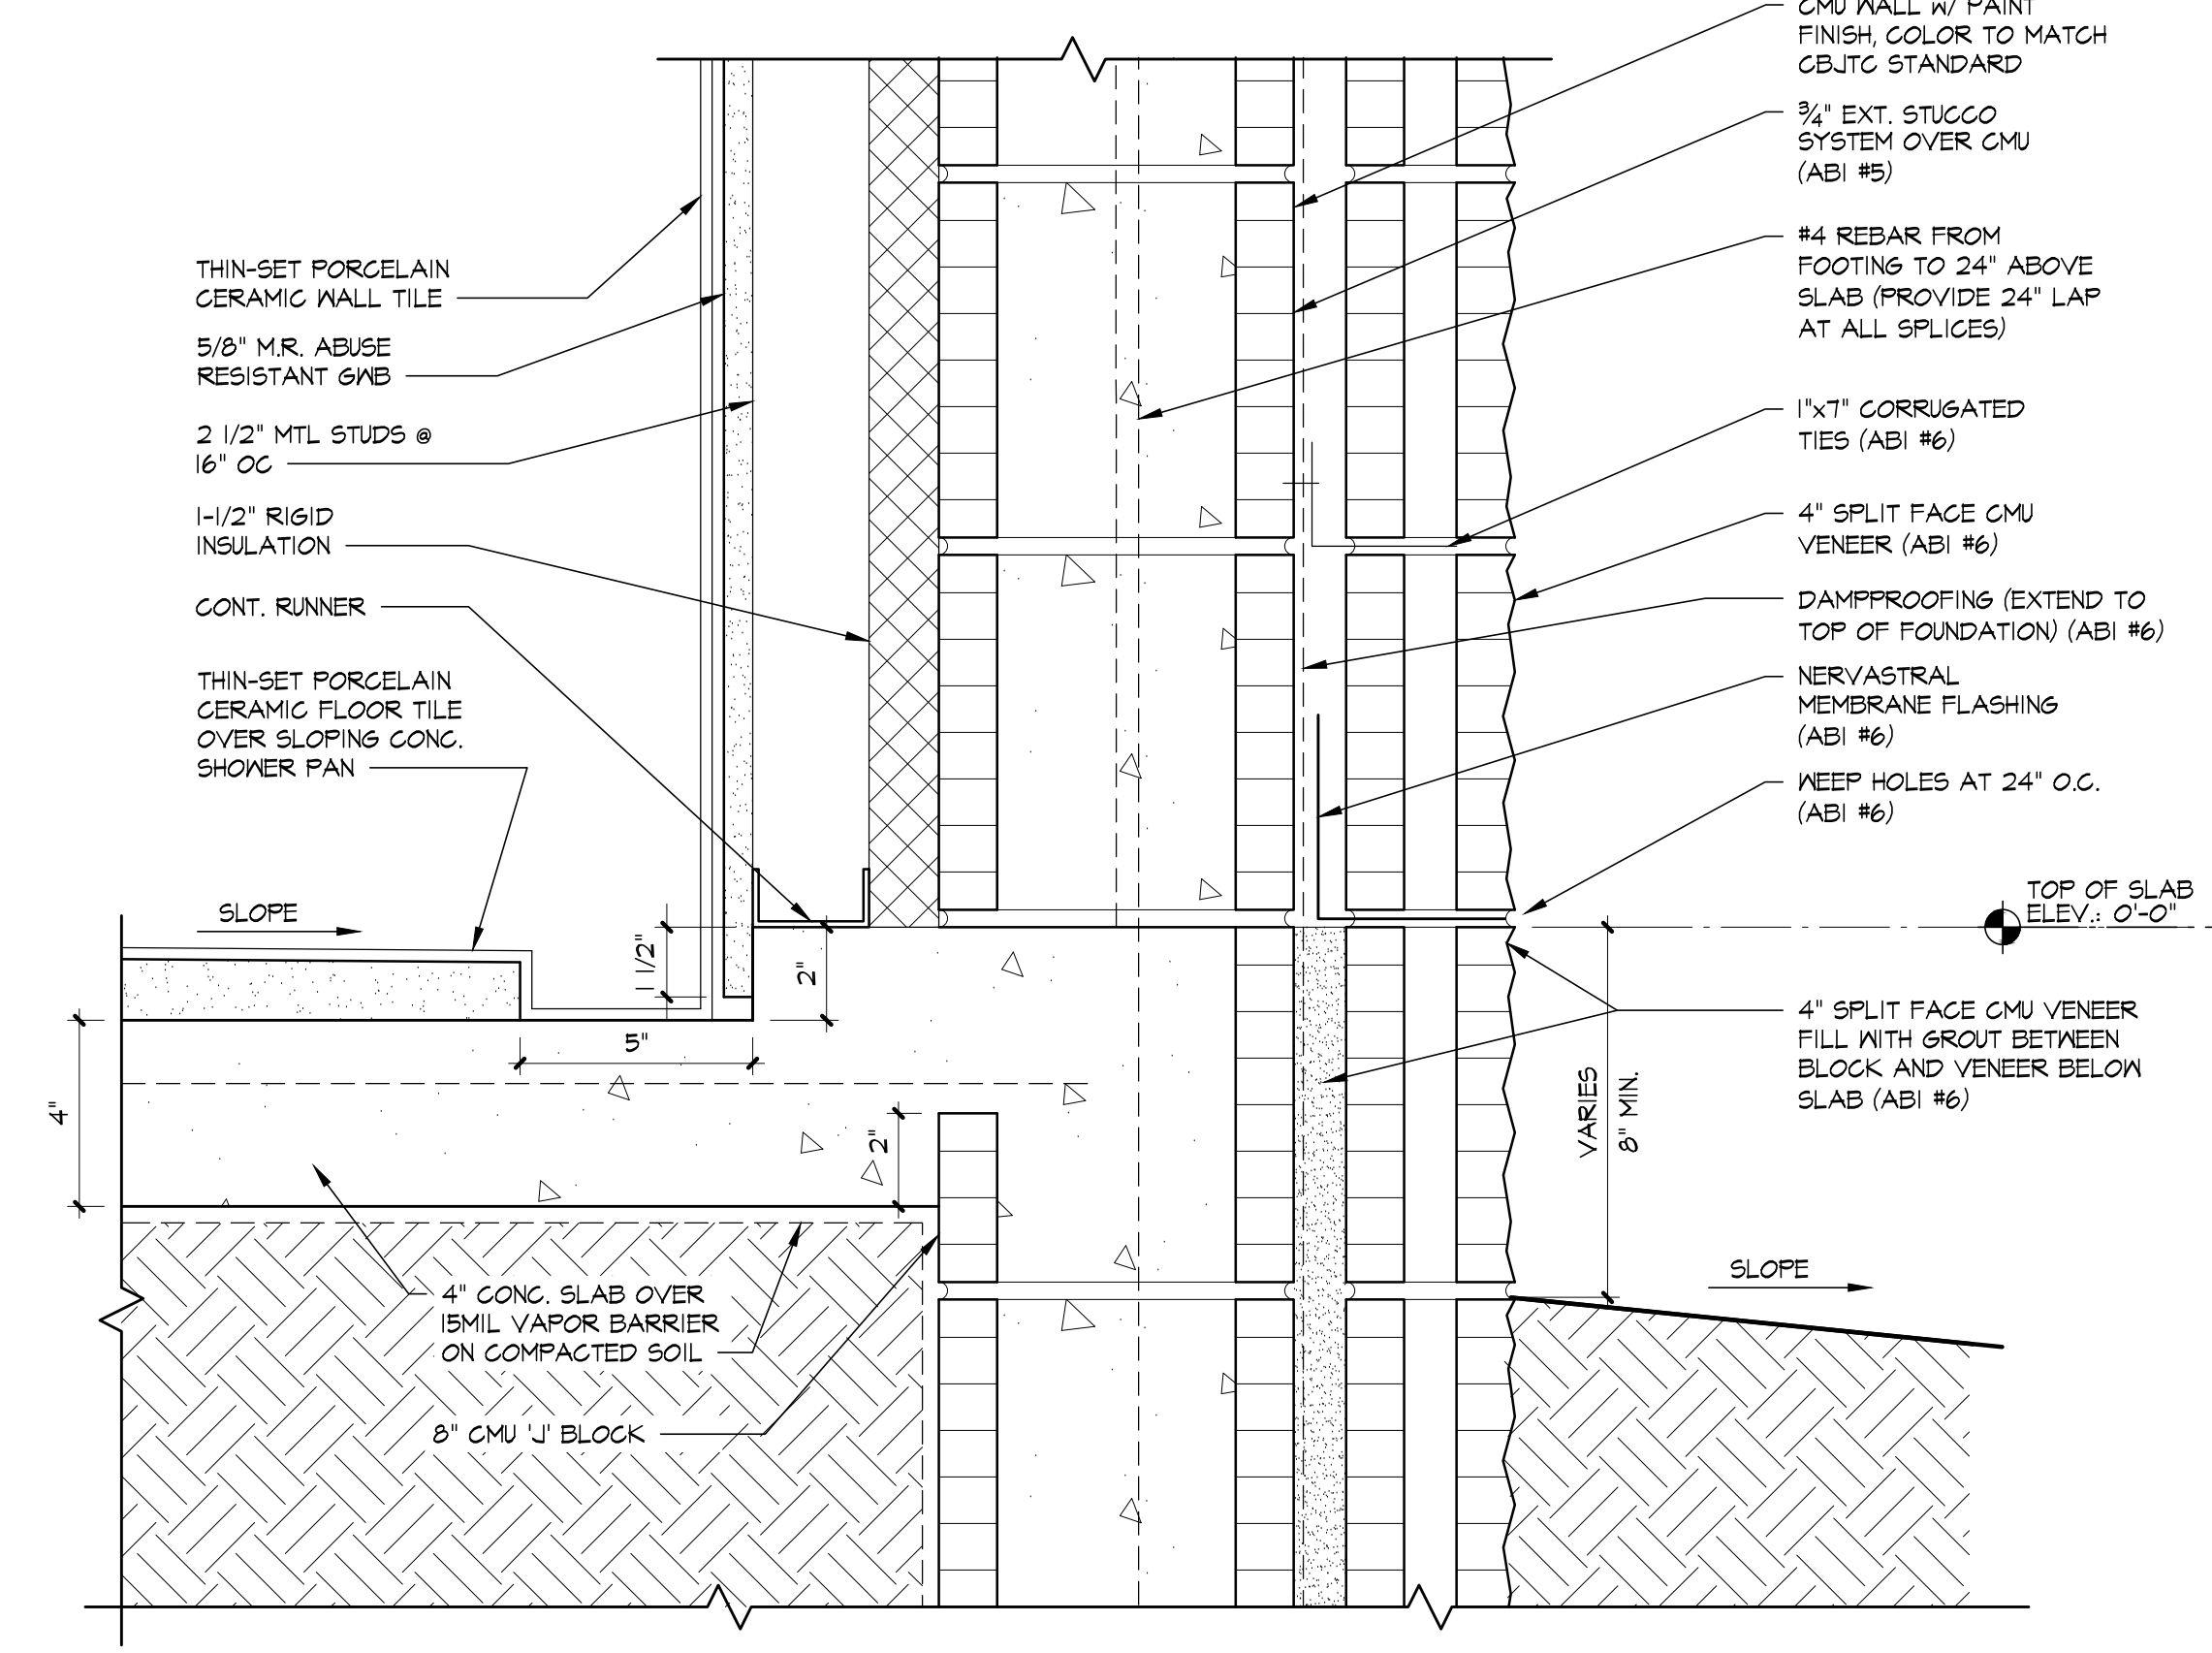 THIN-SET PORCELAIN
CERAMIC WALL TILE
5/8" M.R. ABUSE
RESISTANT GWB
2 1/2" MTL STUDS @
16" OC
1-1/2" RIGID
INSULATION
CONT. RUNNER
THIN-SET PORCELAIN
CERAMIC FLOOR TILE
OVER SLOPING CONC.
SHOWER PAN
SLOPE
1 1/2"
2"
5"
4"
2"
4" CONC. SLAB OVER
15MIL VAPOR BARRIER
ON COMPACTED SOIL
8" CMU 'J' BLOCK
CMU WALL W/ PAINT
FINISH, COLOR TO MATCH
CBJTC STANDARD
3/4" EXT. STUCCO
SYSTEM OVER CMU
(ABI #5)
#4 REBAR FROM
FOOTING TO 24" ABOVE
SLAB (PROVIDE 24" LAP
AT ALL SPLICES)
1"x7" CORRUGATED
TIES (ABI #6)
4" SPLIT FACE CMU
VENEER (ABI #6)
DAMPPROOFING (EXTEND TO
TOP OF FOUNDATION) (ABI #6)
NERVASTRAL
MEMBRANE FLASHING
(ABI #6)
WEEP HOLES AT 24" O.C.
(ABI #6)
TOP OF SLAB
ELEV.: 0'-0"
4" SPLIT FACE CMU VENEER
FILL WITH GROUT BETWEEN
BLOCK AND VENEER BELOW
SLAB (ABI #6)
VARIES
8" MIN.
SLOPE